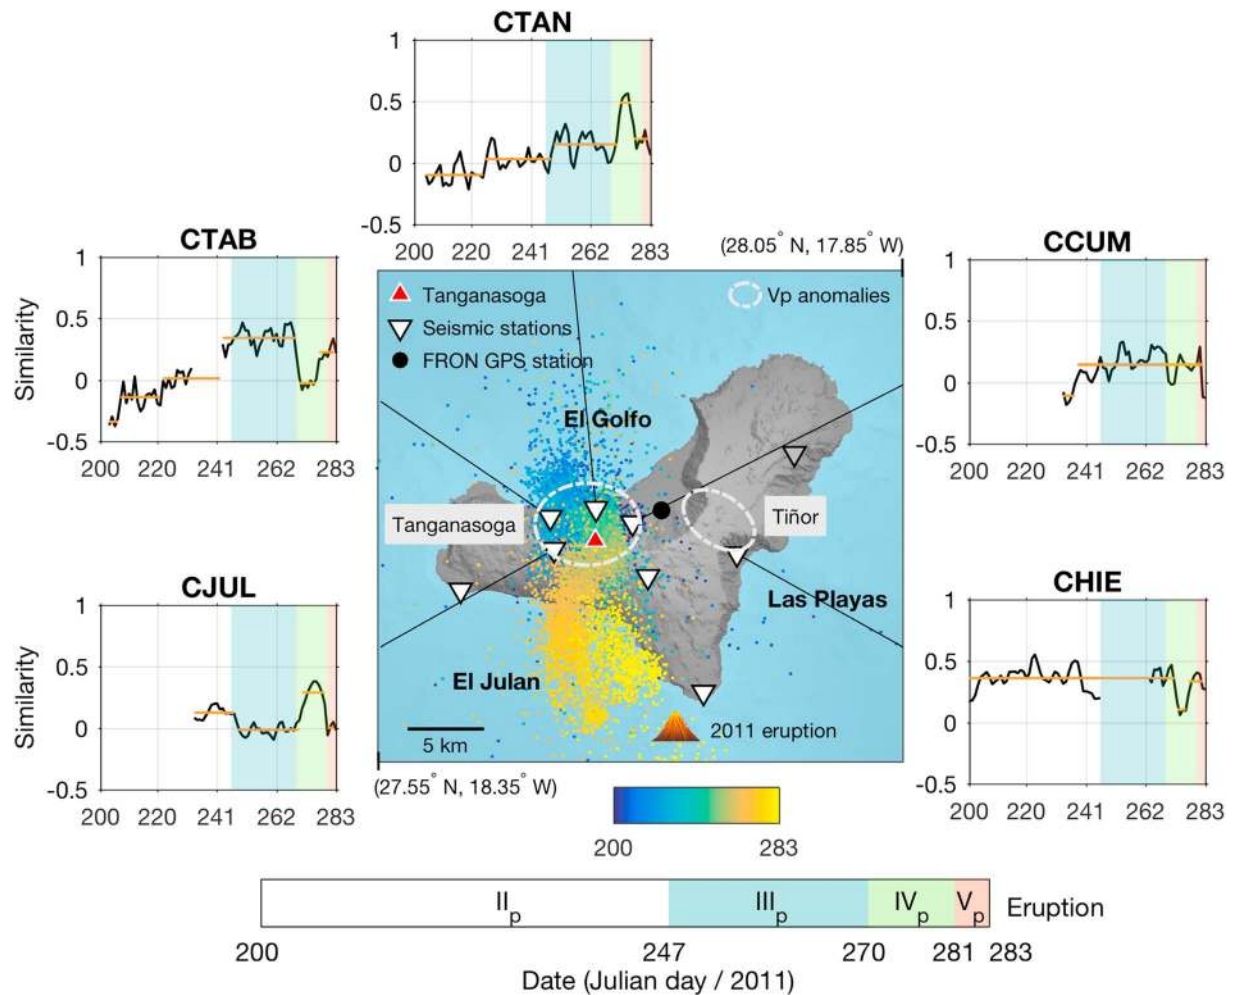 CTAN
1
0.5
0
-0.5
200 220 241 262 283
(28.05° N, 17.85° W)
CTAB
Similarity
1
0.5
0
-0.5
200 220 241 262 283
CCUM
1
0.5
0
-0.5
200 220 241 262 283
Tanganasoga
Seismic stations
FRON GPS station
Vp anomalies
El Golfo
Tanganasoga
Tiñor
Las Playas
El Julan
5 km
2011 eruption
(27.55° N, 18.35° W)
CJUL
Similarity
1
0.5
0
-0.5
200 220 241 262 283
CHIE
1
0.5
0
-0.5
200 220 241 262 283
200 283
IIp IIIp IVp Vp Eruption
200 247 270 281 283
Date (Julian day / 2011)